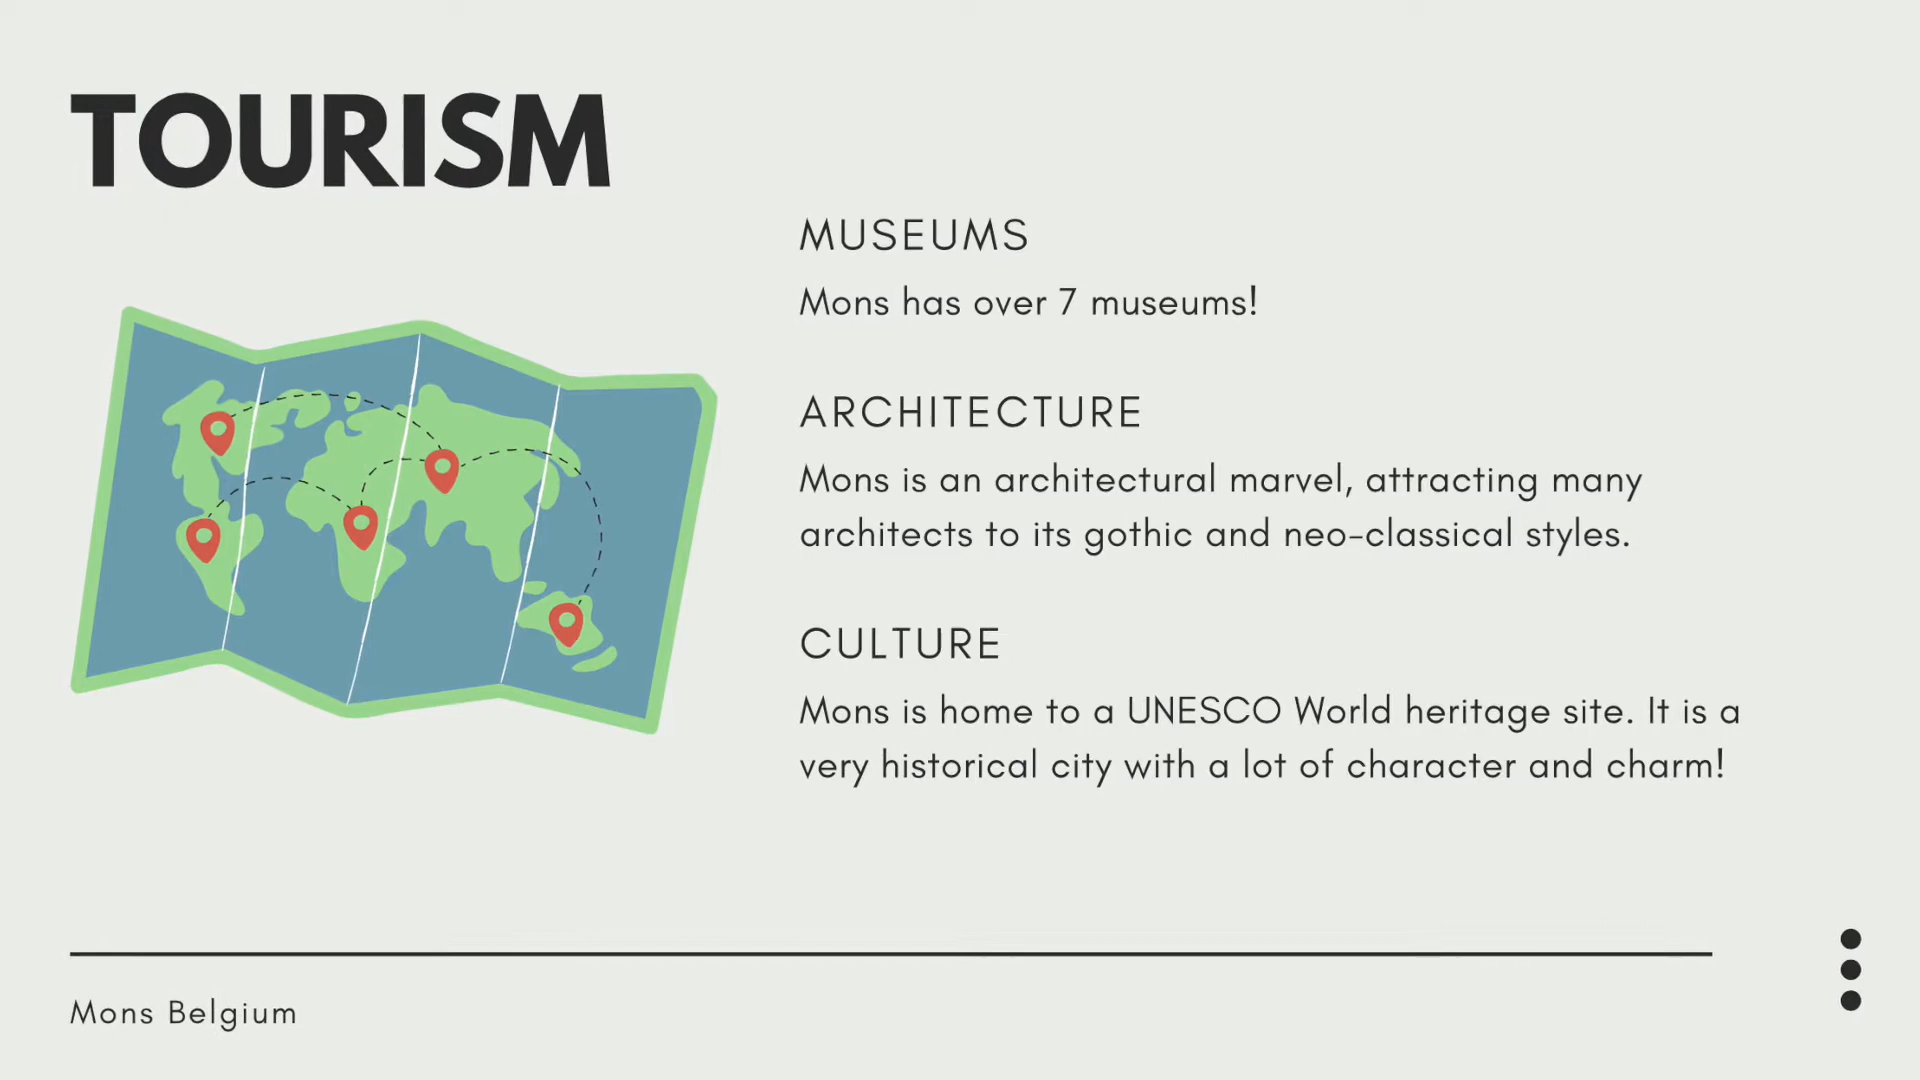 TOURISM
MUSEUMS
Mons has over 7 museums!
ARCHITECTURE
Mons is an architectural marvel, attracting many
architects to its gothic and neo-classical styles.
CULTURE
Mons is home to a UNESCO World heritage site. It is a
very historical city with a lot of character and charm!
Mons Belgium